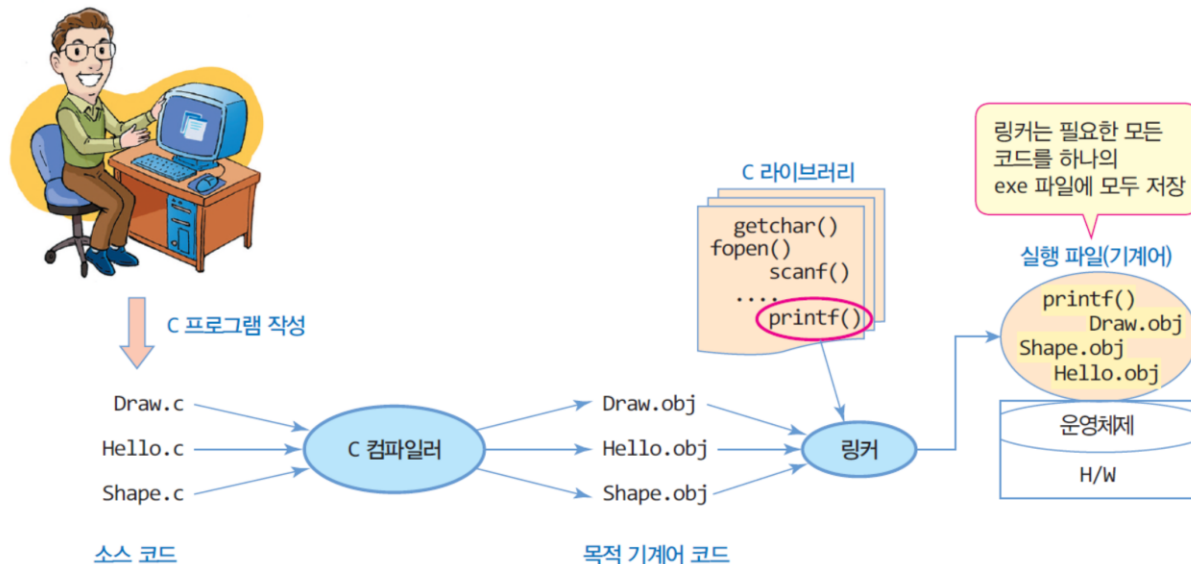 링커는 필요한 모든
코드를 하나의
exe 파일에 모두 저장
C 라이브러리
getchar()
fopen()
scanf()
....
printf()
실행 파일(기계어)
printf()
Draw.obj
Shape.obj
Hello.obj
운영체제
H/W
C 프로그램 작성
Draw.c
Hello.c
Shape.c
C 컴파일러
Draw.obj
Hello.obj
Shape.obj
링커
소스 코드
목적 기계어 코드